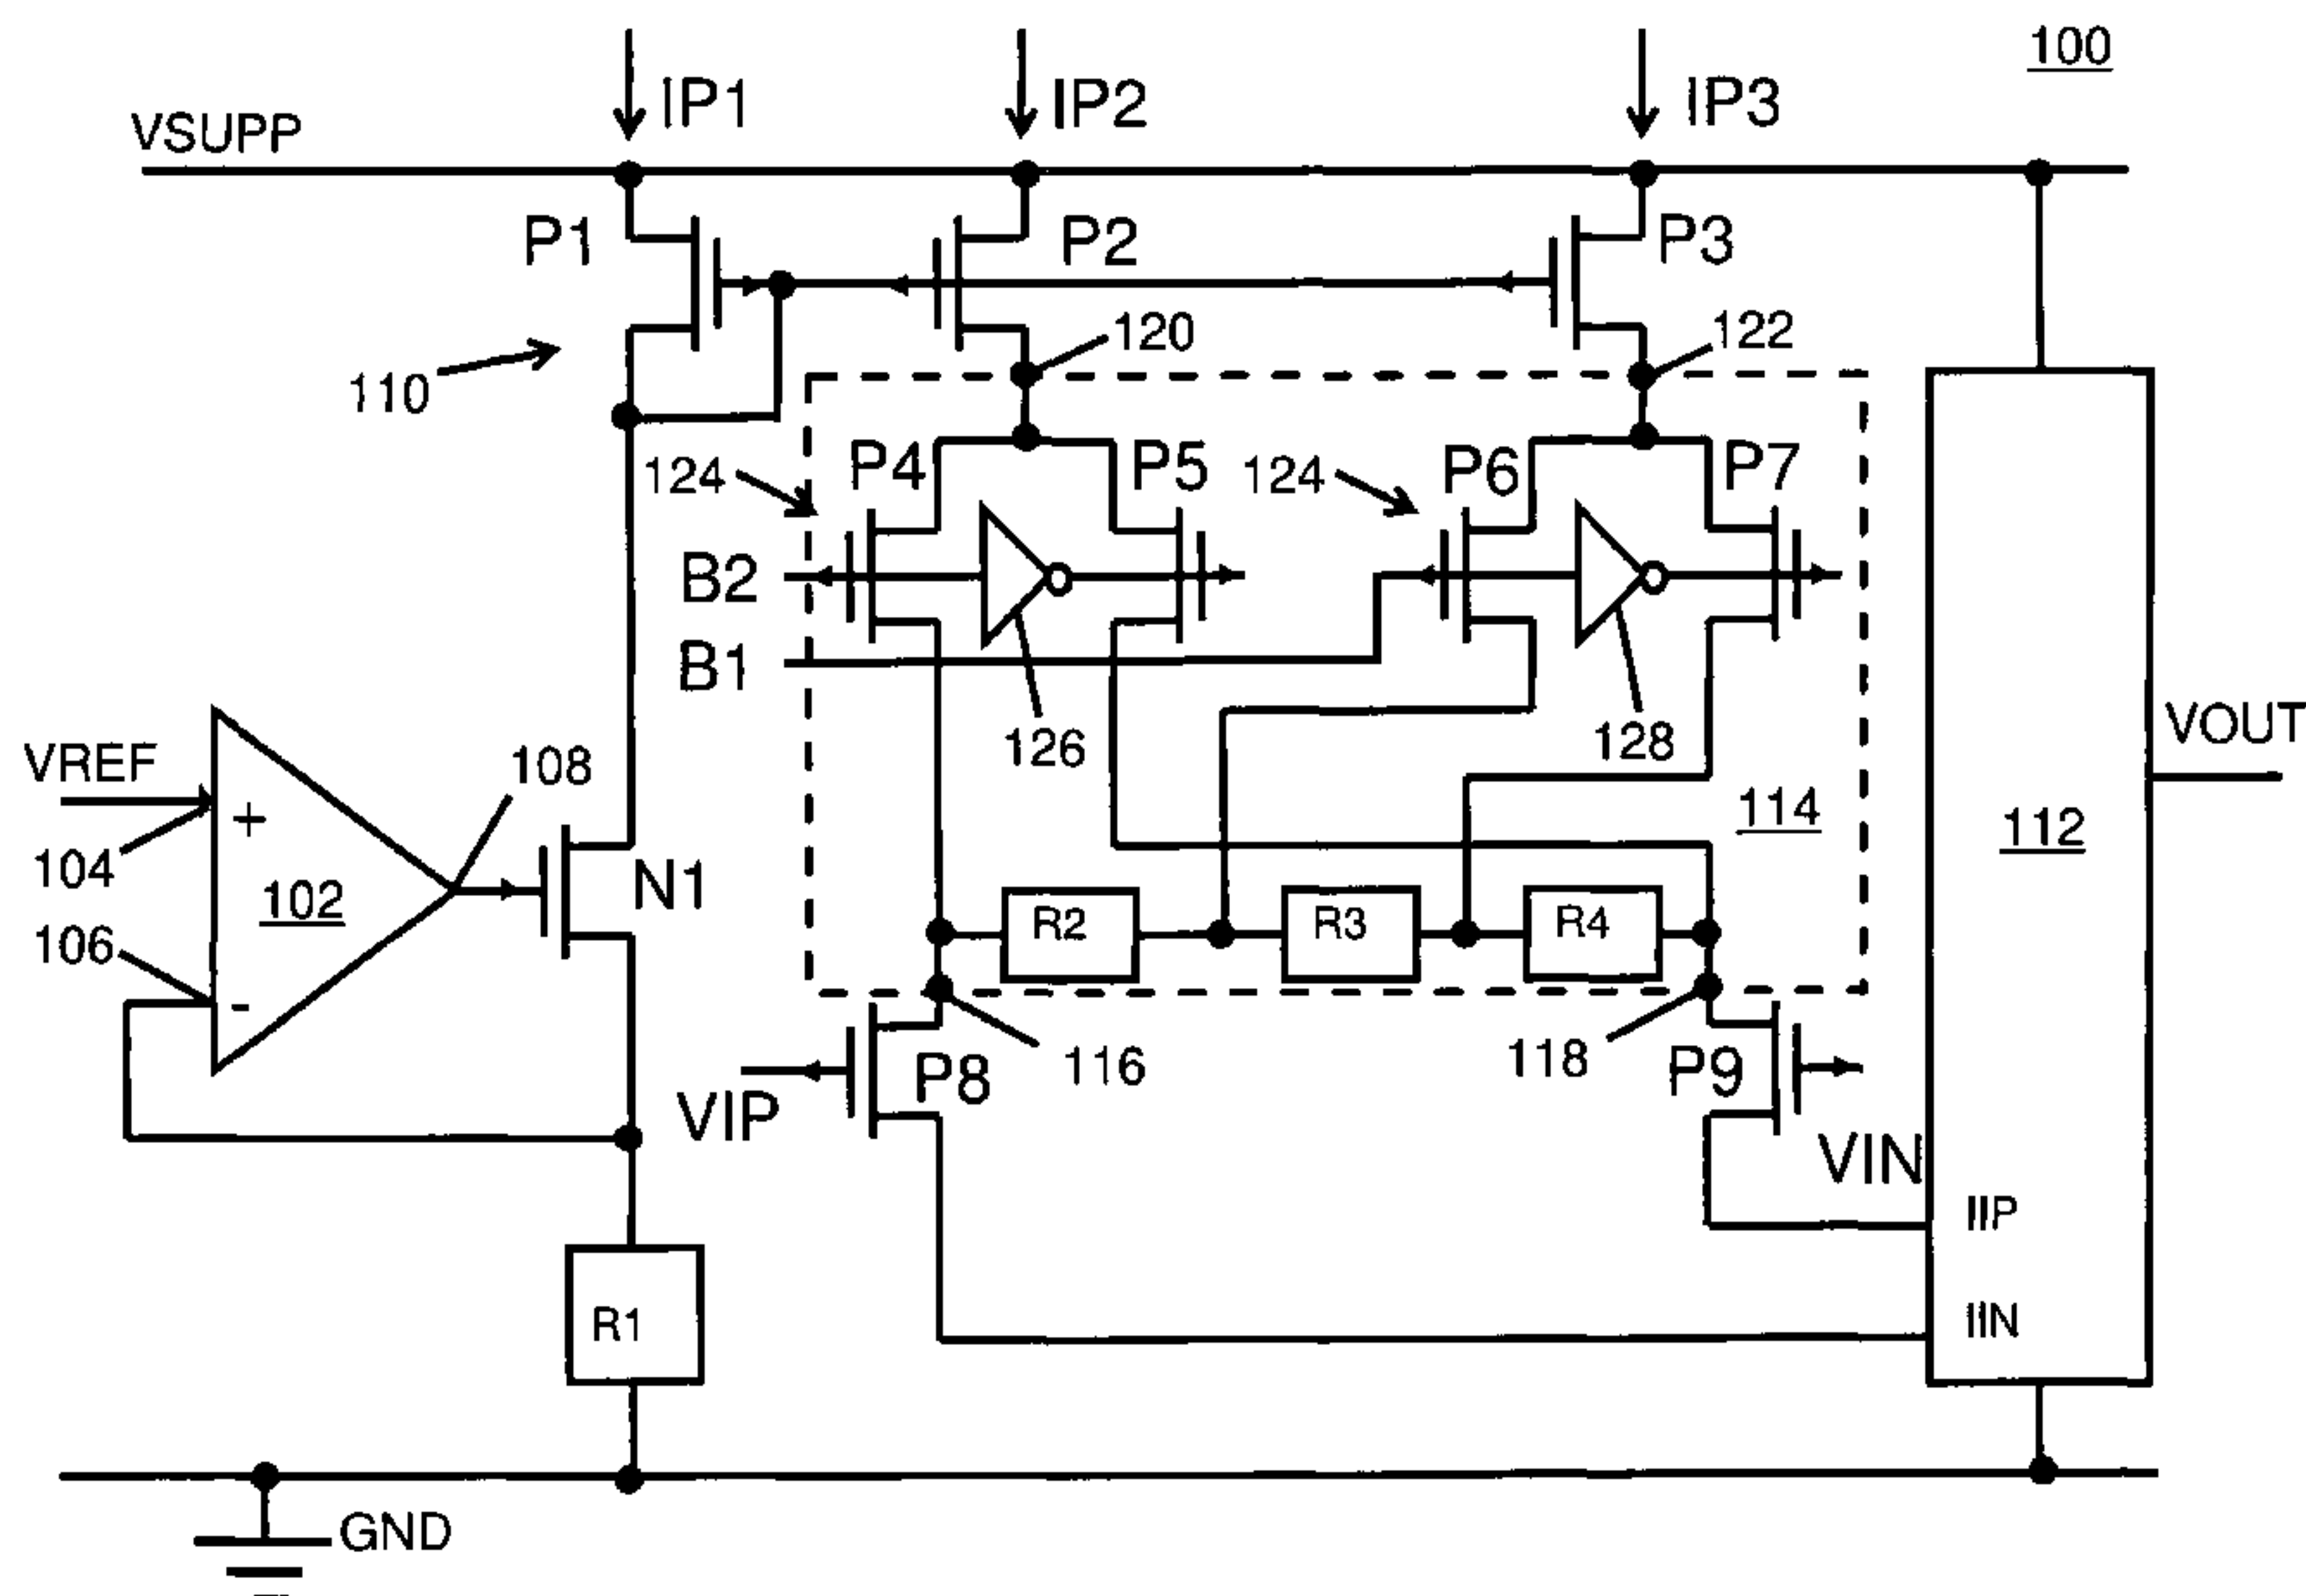 100
IP1
IP2
IP3
VSUPP
P1
P2
P3
120
122
110
124
P4
P5
124
P6
P7
B2
B1
126
128
VREF
108
VOUT
104
+
102
N1
114
112
106
-
R2
R3
R4
VIP
P8
116
118
P9
VIN
IIP
R1
IIN
GND